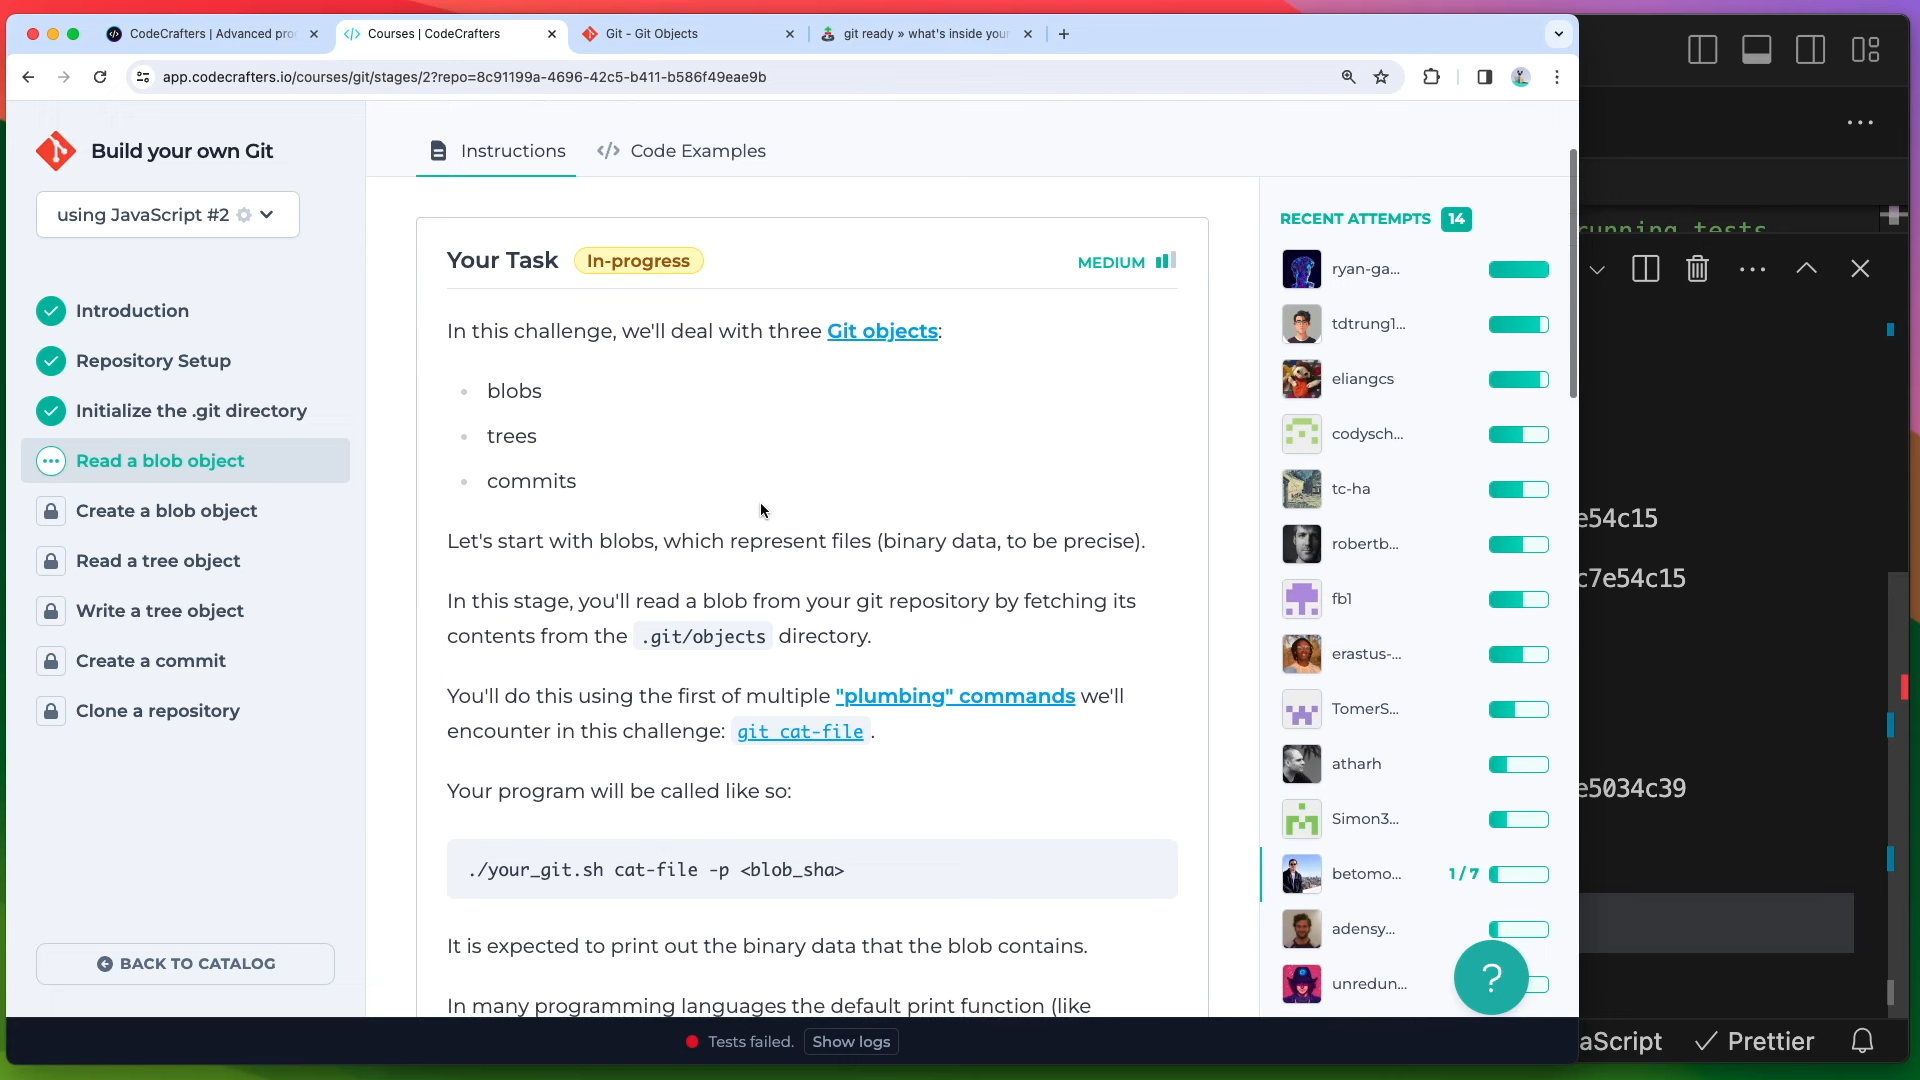 CodeCrafters | Advanced pro
Courses | CodeCrafters
Git - Git Objects
git ready » what's inside your
app.codecrafters.io/courses/git/stages/2?repo=8c91199a-4696-42c5-b411-b586f49eae9b
Build your own Git
using JavaScript #2
Introduction
Repository Setup
Initialize the .git directory
Read a blob object
Create a blob object
Read a tree object
Write a tree object
Create a commit
Clone a repository
BACK TO CATALOG
Instructions
Code Examples
Your Task
In-progress
MEDIUM
In this challenge, we'll deal with three Git objects:
blobs
trees
commits
Let's start with blobs, which represent files (binary data, to be precise).
In this stage, you'll read a blob from your git repository by fetching its
contents from the .git/objects directory.
You'll do this using the first of multiple "plumbing" commands we'll
encounter in this challenge: git cat-file.
Your program will be called like so:
./your_git.sh cat-file -p <blob_sha>
It is expected to print out the binary data that the blob contains.
In many programming languages the default print function (like
RECENT ATTEMPTS 14
ryan-ga...
tdtrung1...
eliangcs
codysch...
tc-ha
robertb...
fb1
erastus-...
TomerS...
atharh
Simon3...
betomo... 1 / 7
adensy...
unredun...
?
Tests failed. Show logs
running tests
e54c15
c7e54c15
e5034c39
aScript
Prettier